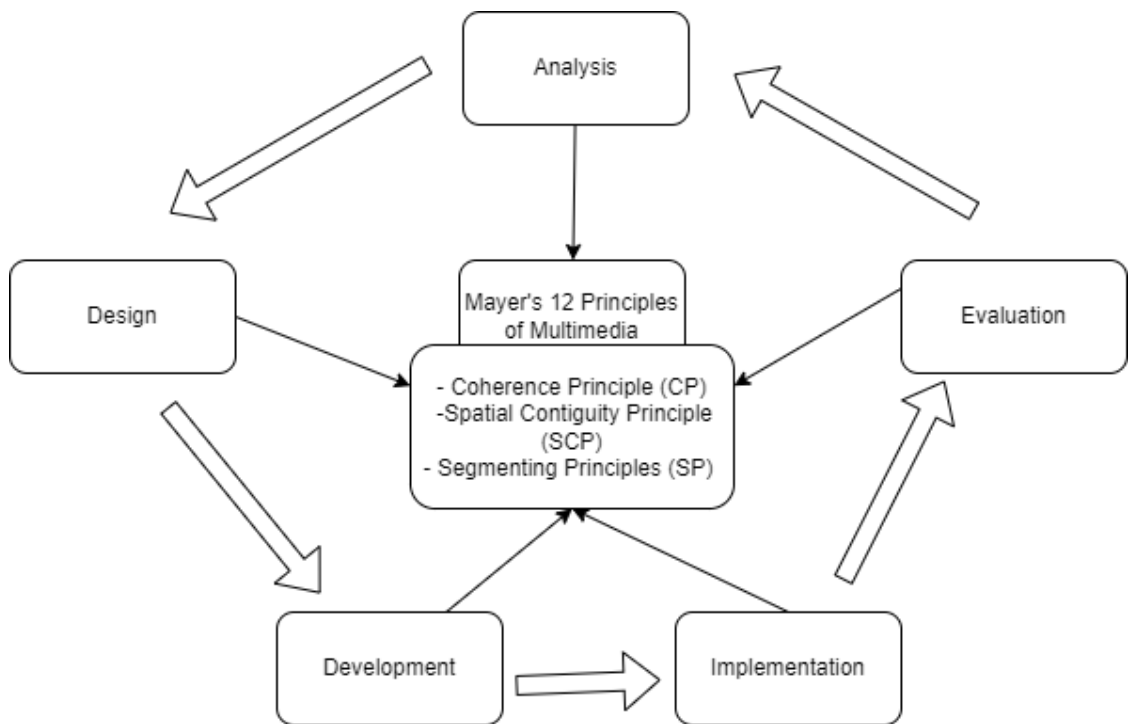 Analysis
Design
Mayer's 12 Principles
of Multimedia
Evaluation
- Coherence Principle (CP)
-Spatial Contiguity Principle
(SCP)
- Segmenting Principles (SP)
Development
Implementation